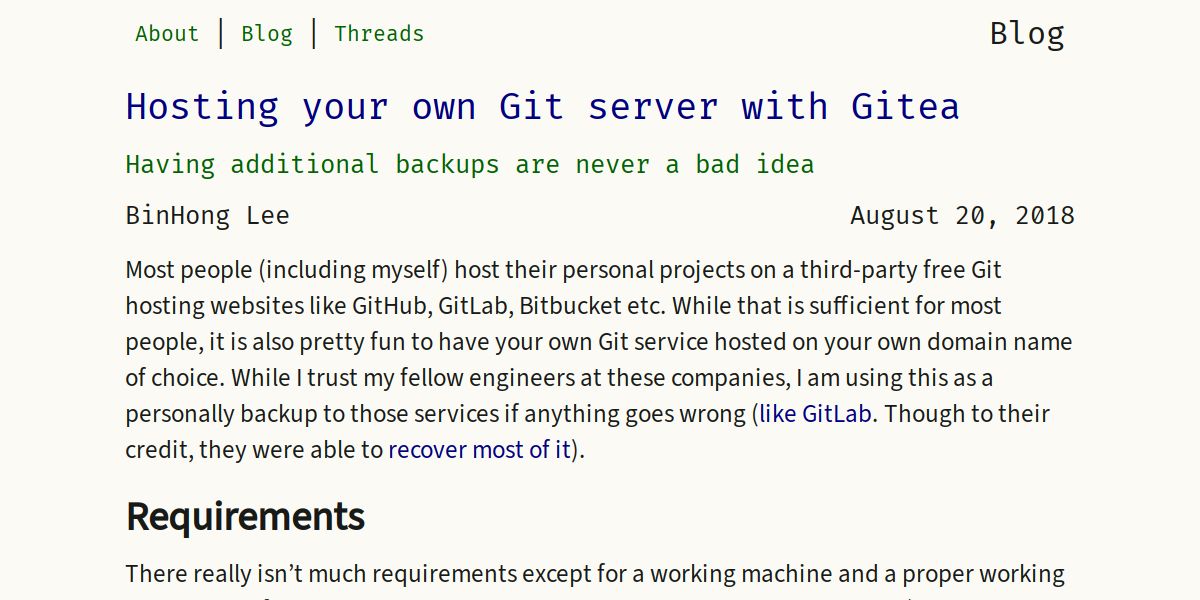 About | Blog | Threads Blog
Hosting your own Git server with Gitea
Having additional backups are never a bad idea
BinHong Lee August 20, 2018
Most people (including myself) host their personal projects on a third-party free Git
hosting websites like GitHub, GitLab, Bitbucket etc. While that is sufficient for most
people, it is also pretty fun to have your own Git service hosted on your own domain name
of choice. While I trust my fellow engineers at these companies, I am using this as a
personally backup to those services if anything goes wrong (like GitLab. Though to their
credit, they were able to recover most of it).
Requirements
There really isn’t much requirements except for a working machine and a proper working